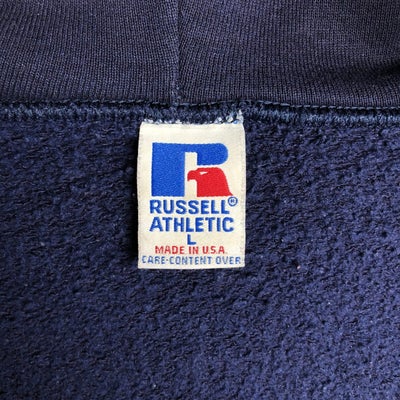 R
RUSSELL®
ATHLETIC
L
MADE IN U.S.A.
CARE-CONTENT OVER